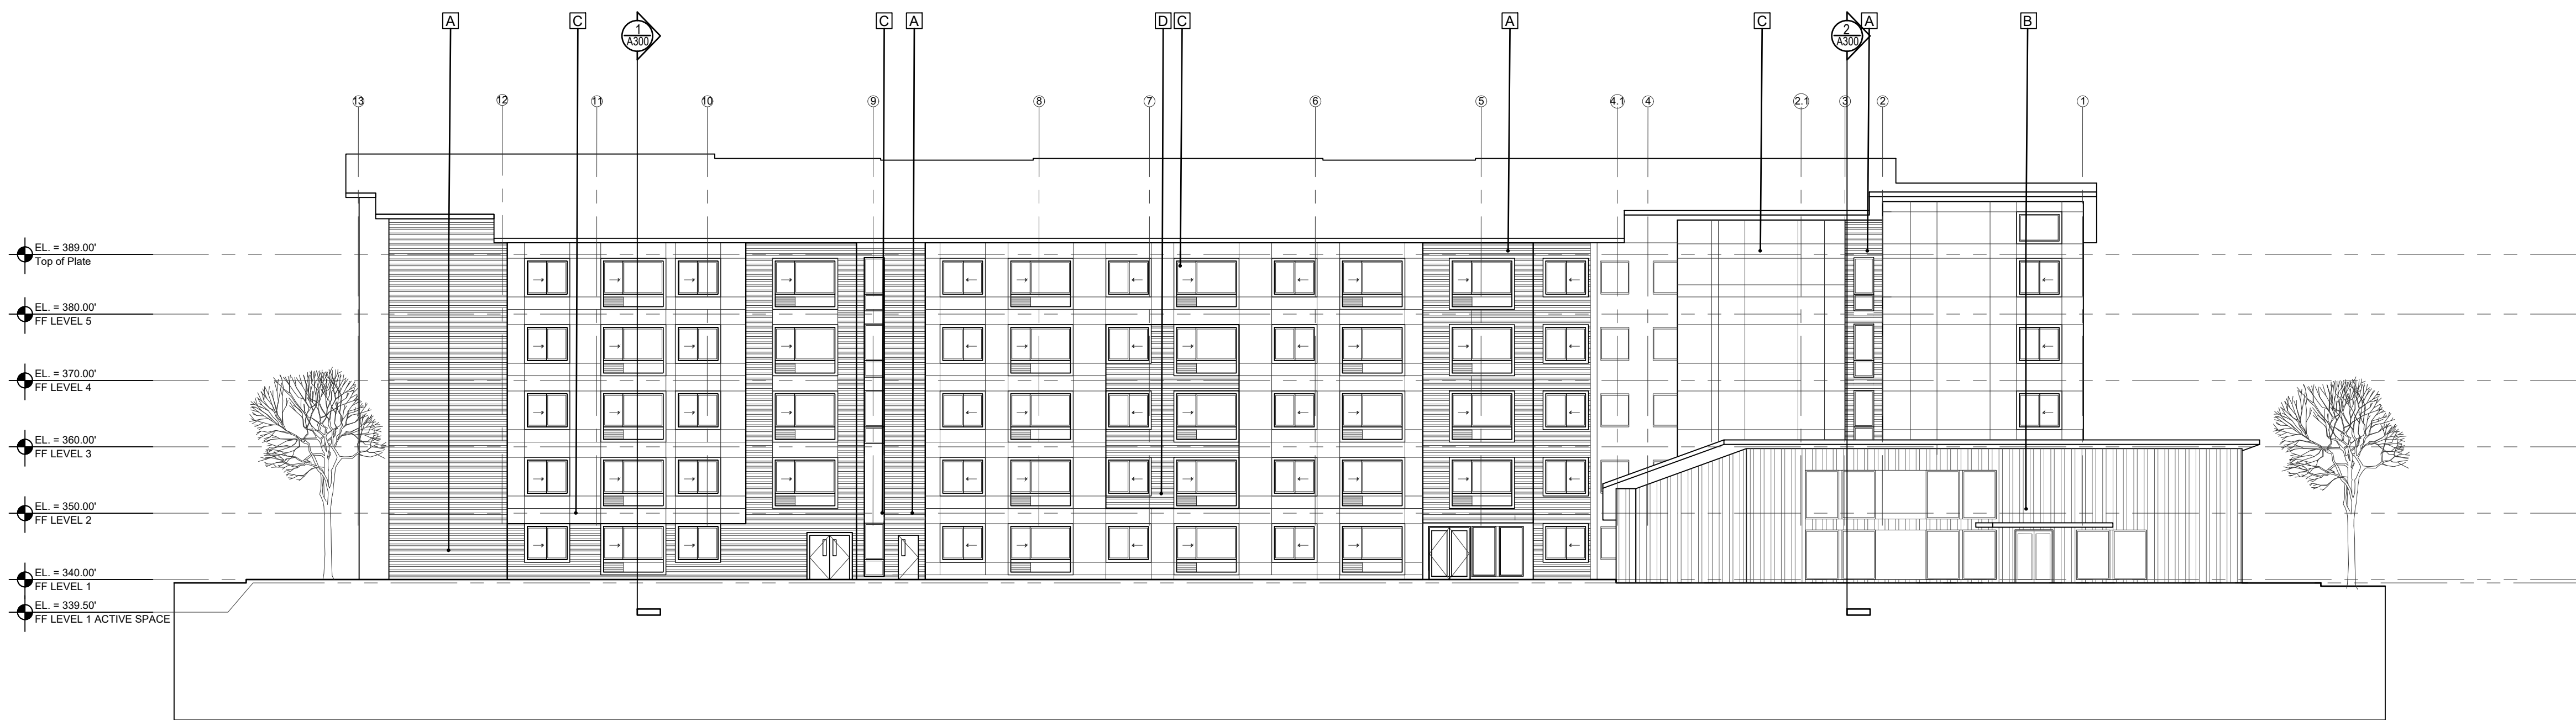 A
C
1
A300
C
A
D
C
A
C
2
A300
A
B
13
12
11
10
9
8
7
6
5
4.1
4
2.1
3
2
1
EL. = 389.00'
Top of Plate
EL. = 380.00'
FF LEVEL 5
EL. = 370.00'
FF LEVEL 4
EL. = 360.00'
FF LEVEL 3
EL. = 350.00'
FF LEVEL 2
EL. = 340.00'
FF LEVEL 1
EL. = 339.50'
FF LEVEL 1 ACTIVE SPACE